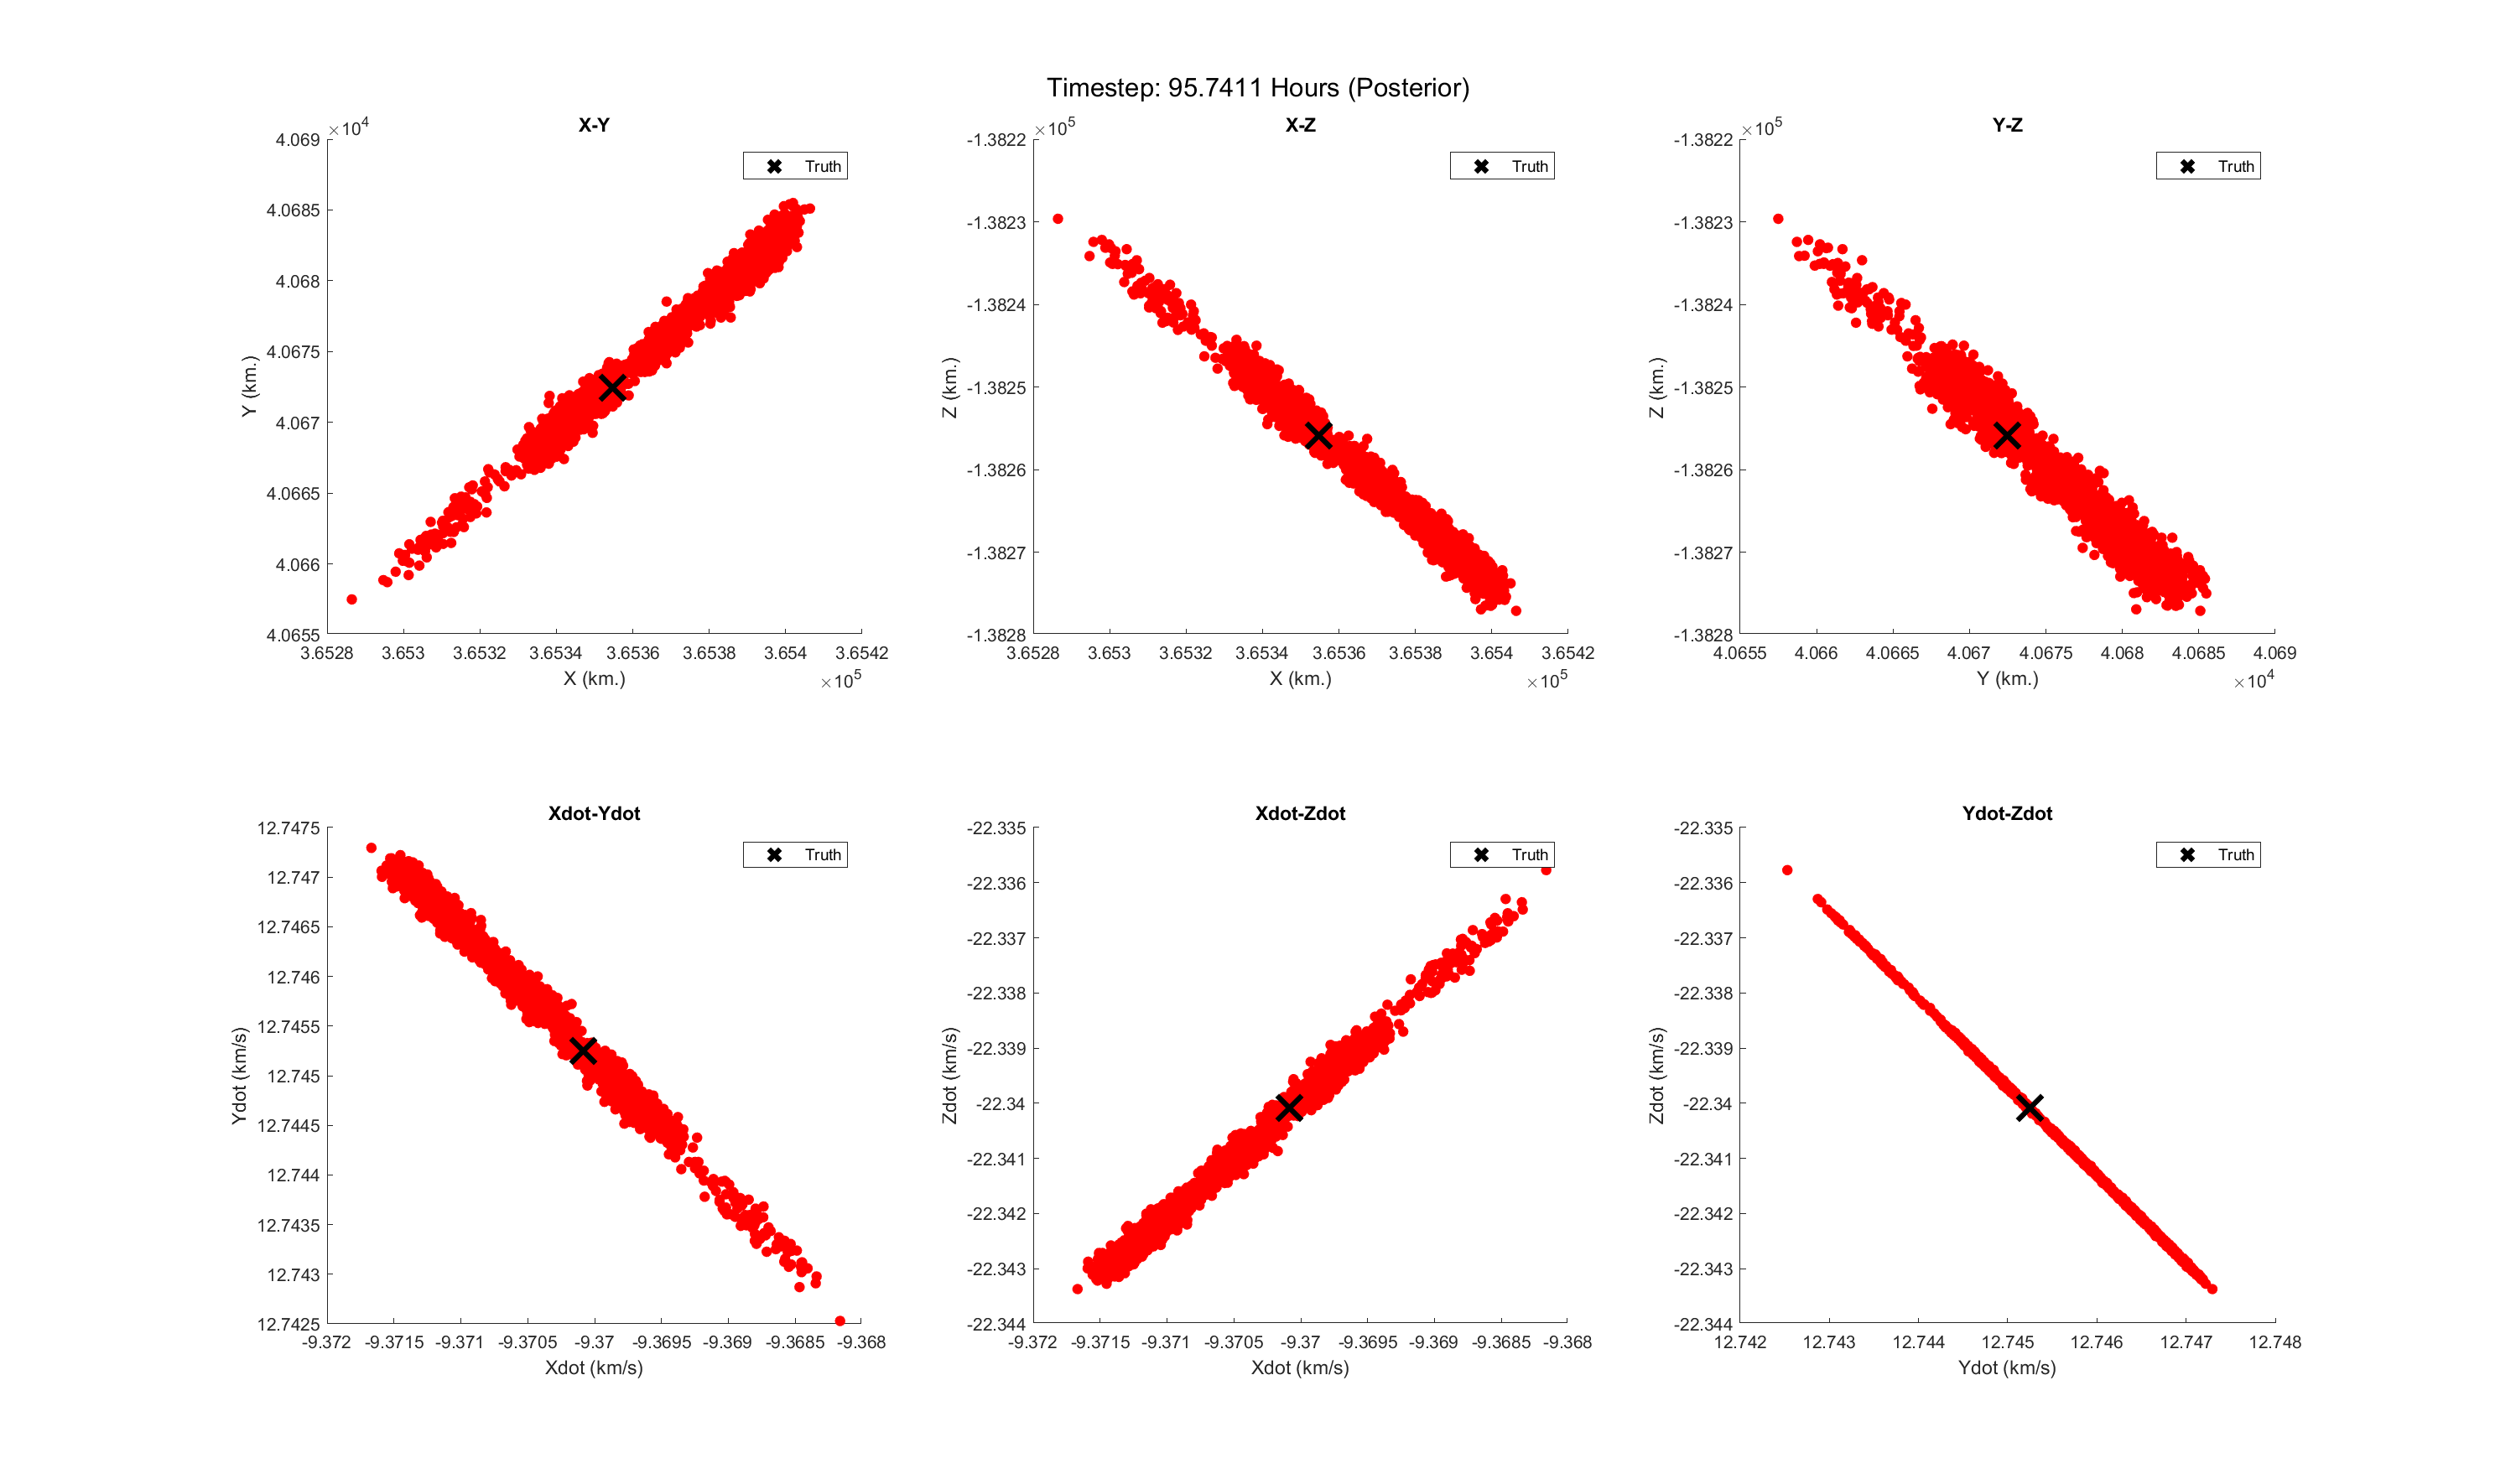 Timestep: 95.7411 Hours (Posterior)
X-Y
×10^4
Truth
4.069
4.0685
4.068
4.0675
4.067
4.0665
4.066
4.0655
Y (km.)
3.6528 3.653 3.6532 3.6534 3.6536 3.6538 3.654 3.6542
X (km.)
×10^5
X-Z
×10^5
Truth
-1.3822
-1.3823
-1.3824
-1.3825
-1.3826
-1.3827
-1.3828
Z (km.)
3.6528 3.653 3.6532 3.6534 3.6536 3.6538 3.654 3.6542
X (km.)
×10^5
Y-Z
×10^5
Truth
-1.3822
-1.3823
-1.3824
-1.3825
-1.3826
-1.3827
-1.3828
Z (km.)
4.0655 4.066 4.0665 4.067 4.0675 4.068 4.0685 4.069
Y (km.)
×10^4
Xdot-Ydot
Truth
12.7475
12.747
12.7465
12.746
12.7455
12.745
12.7445
12.744
12.7435
12.743
12.7425
Ydot (km/s)
-9.372 -9.3715 -9.371 -9.3705 -9.37 -9.3695 -9.369 -9.3685 -9.368
Xdot (km/s)
Xdot-Zdot
Truth
-22.335
-22.336
-22.337
-22.338
-22.339
-22.34
-22.341
-22.342
-22.343
-22.344
Zdot (km/s)
-9.372 -9.3715 -9.371 -9.3705 -9.37 -9.3695 -9.369 -9.3685 -9.368
Xdot (km/s)
Ydot-Zdot
Truth
-22.335
-22.336
-22.337
-22.338
-22.339
-22.34
-22.341
-22.342
-22.343
-22.344
Zdot (km/s)
12.742 12.743 12.744 12.745 12.746 12.747 12.748
Ydot (km/s)